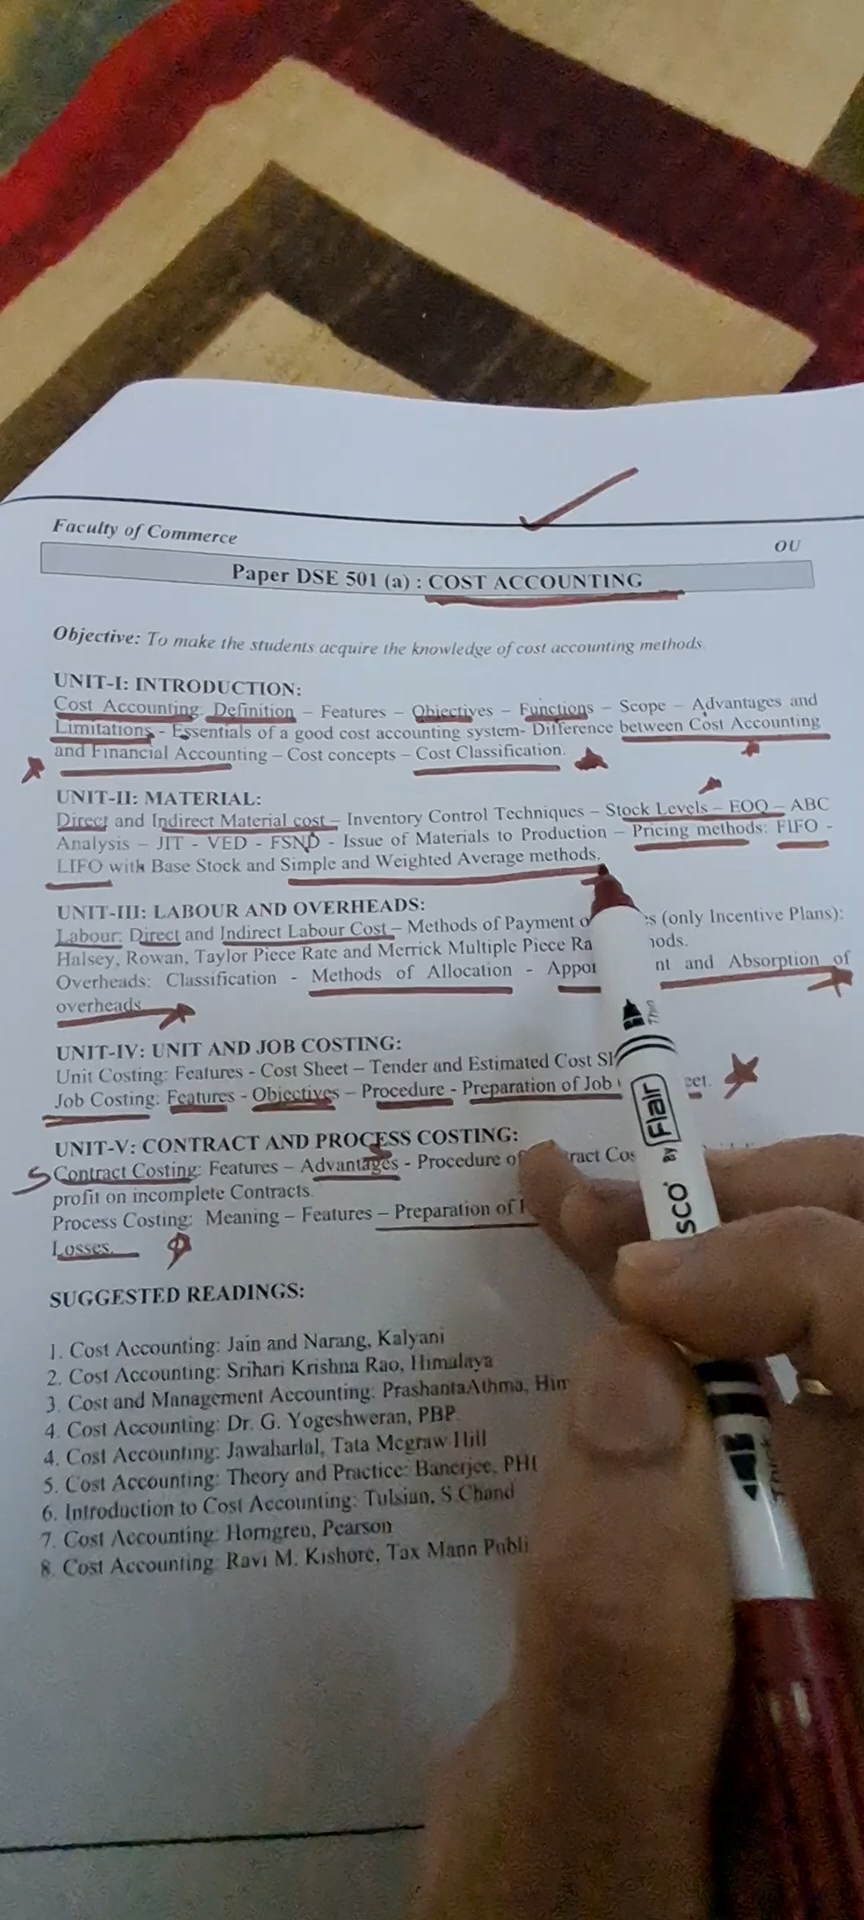 Faculty of Commerce
OU
Paper DSE 501 (a) : COST ACCOUNTING
Objective: To make the students acquire the knowledge of cost accounting methods
UNIT-I: INTRODUCTION:
Cost Accounting: Definition – Features – Objectives – Functions – Scope – Advantages and
Limitations - Essentials of a good cost accounting system- Difference between Cost Accounting
and Financial Accounting – Cost concepts – Cost Classification.
UNIT-II: MATERIAL:
Direct and Indirect Material cost – Inventory Control Techniques – Stock Levels – EOQ – ABC
Analysis – JIT - VED - FSND - Issue of Materials to Production – Pricing methods: FIFO -
LIFO with Base Stock and Simple and Weighted Average methods.
UNIT-III: LABOUR AND OVERHEADS:
Labour: Direct and Indirect Labour Cost – Methods of Payment (only Incentive Plans):
Halsey, Rowan, Taylor Piece Rate and Merrick Multiple Piece
Overheads: Classification - Methods of Allocation - and Absorption of
overheads
UNIT-IV: UNIT AND JOB COSTING:
Unit Costing: Features - Cost Sheet – Tender and Estimated Cost
Job Costing: Features - Objectives – Procedure - Preparation of Job
UNIT-V: CONTRACT AND PROCESS COSTING:
Contract Costing: Features – Advantages - Procedure
profit on incomplete Contracts.
Process Costing: Meaning – Features – Preparation of
Losses.
SUGGESTED READINGS:
1. Cost Accounting: Jain and Narang, Kalyani
2. Cost Accounting: Srihari Krishna Rao, Himalaya
3. Cost and Management Accounting: PrashantaAthma, Him
4. Cost Accounting: Dr. G. Yogeshweran, PBP.
4. Cost Accounting: Jawaharlal, Tata Mcgraw Hill
5. Cost Accounting: Theory and Practice: Banerjee, PHI
6. Introduction to Cost Accounting: Tulsian, S.Chand
7. Cost Accounting: Horngren, Pearson
8. Cost Accounting: Ravi M. Kishore, Tax Mann Publi
Thin
BY Flair